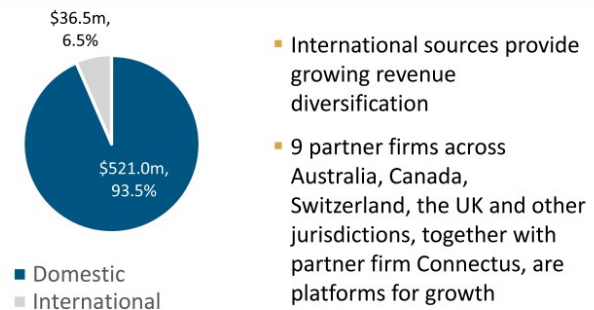 $36.5m,
6.5%
$521.0m,
93.5%
Domestic
International
International sources provide
growing revenue
diversification
9 partner firms across
Australia, Canada,
Switzerland, the UK and other
jurisdictions, together with
partner firm Connectus, are
platforms for growth